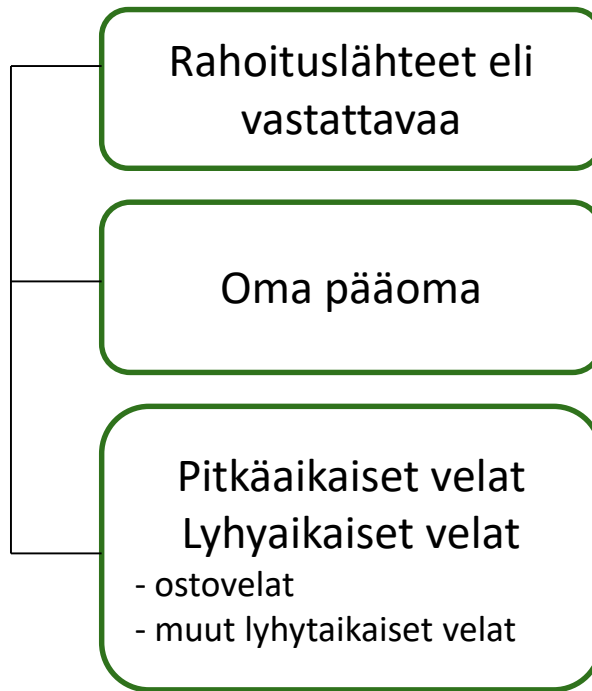 Rahoituslähteet eli
vastattavaa
Oma pääoma
Pitkäaikaiset velat
Lyhyaikaiset velat
- ostovelat
- muut lyhytaikaiset velat